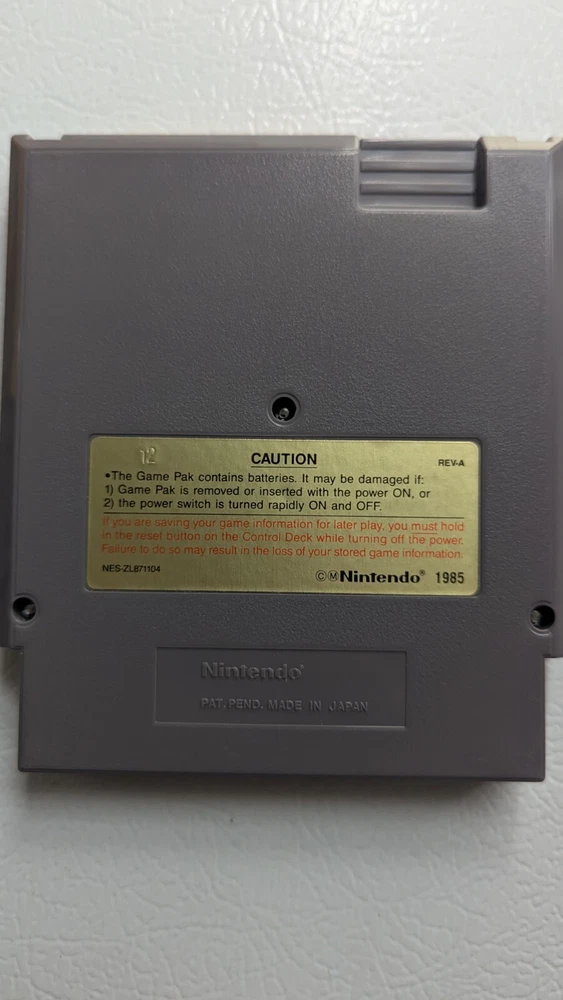 12
CAUTION
REV-A
•The Game Pak contains batteries. It may be damaged if:
1) Game Pak is removed or inserted with the power ON, or
2) the power switch is turned rapidly ON and OFF.
If you are saving your game information for later play, you must hold
in the reset button on the Control Deck while turning off the power.
Failure to do so may result in the loss of your stored game information.
NES-ZL871104
©ⓂNintendo® 1985
Nintendo®
PAT. PEND. MADE IN JAPAN